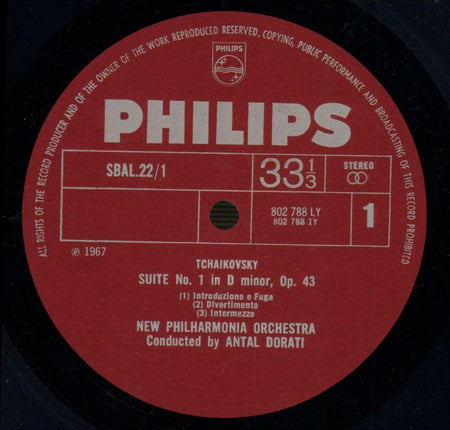 ALL RIGHTS OF THE RECORD PRODUCER AND OF THE OWNER OF THE WORK REPRODUCED RESERVED. COPYING, PUBLIC PERFORMANCE AND BROADCASTING OF THIS RECORD PROHIBITED
PHILIPS
PHILIPS
SBAL.22/1
33 1/3
STEREO
802 788 LY
802 788 1Y
1
℗ 1967
TCHAIKOVSKY
SUITE No. 1 in D minor, Op. 43
(1) Introduzione e Fuga
(2) Divertimento
(3) Intermezzo
NEW PHILHARMONIA ORCHESTRA
Conducted by ANTAL DORATI